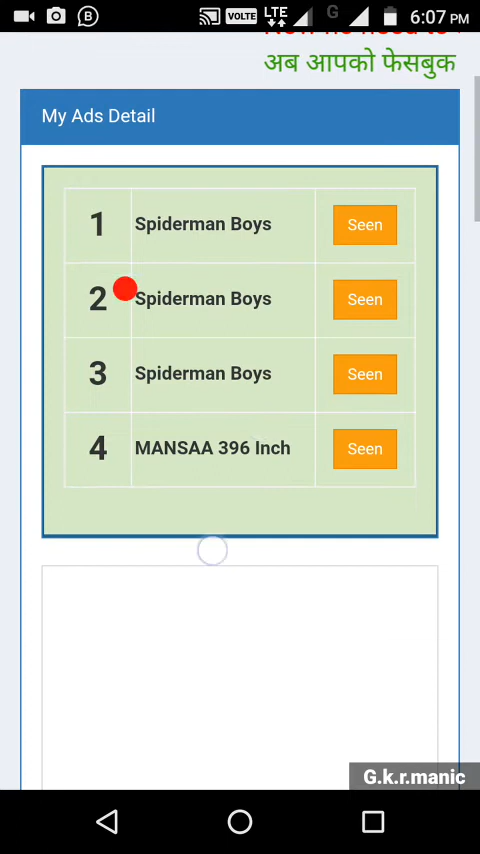 VOLTE LTE G 6:07 PM
अब आपको फेसबुक
My Ads Detail
1 Spiderman Boys Seen
2 Spiderman Boys Seen
3 Spiderman Boys Seen
4 MANSAA 396 Inch Seen
G.k.r.manic